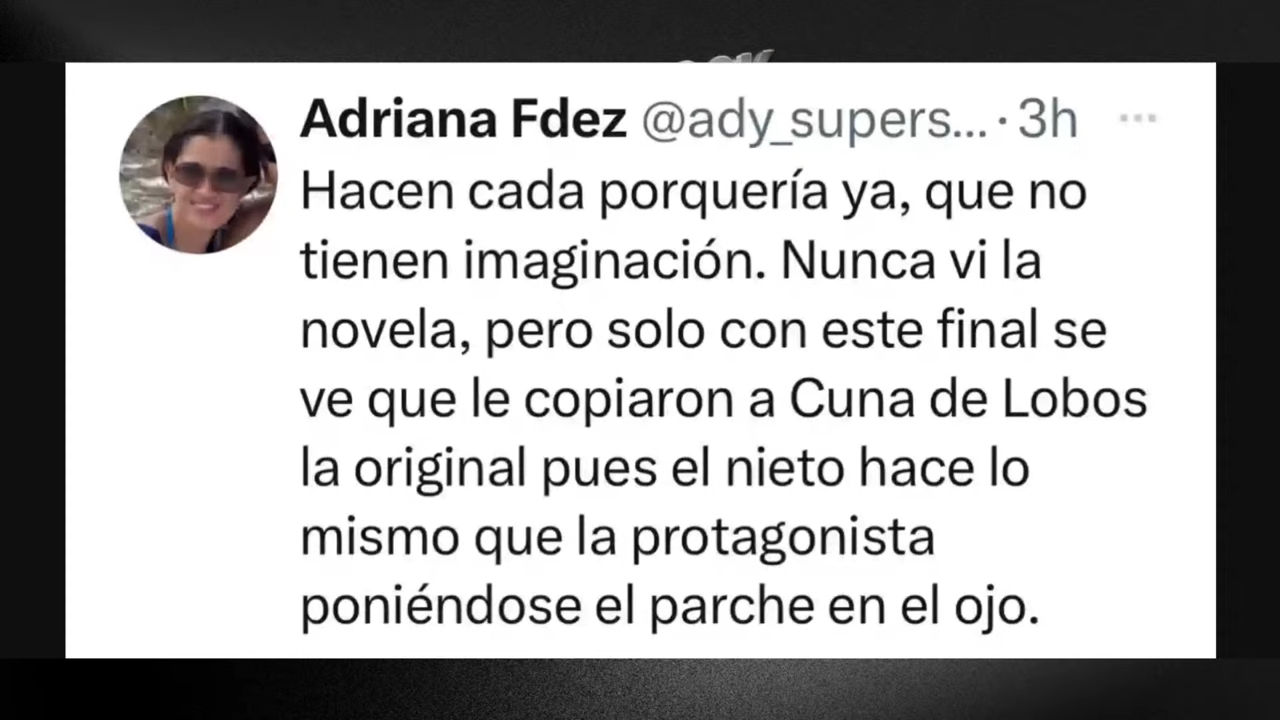 Adriana Fdez @ady_supers... · 3h ...
Hacen cada porquería ya, que no
tienen imaginación. Nunca vi la
novela, pero solo con este final se
ve que le copiaron a Cuna de Lobos
la original pues el nieto hace lo
mismo que la protagonista
poniéndose el parche en el ojo.